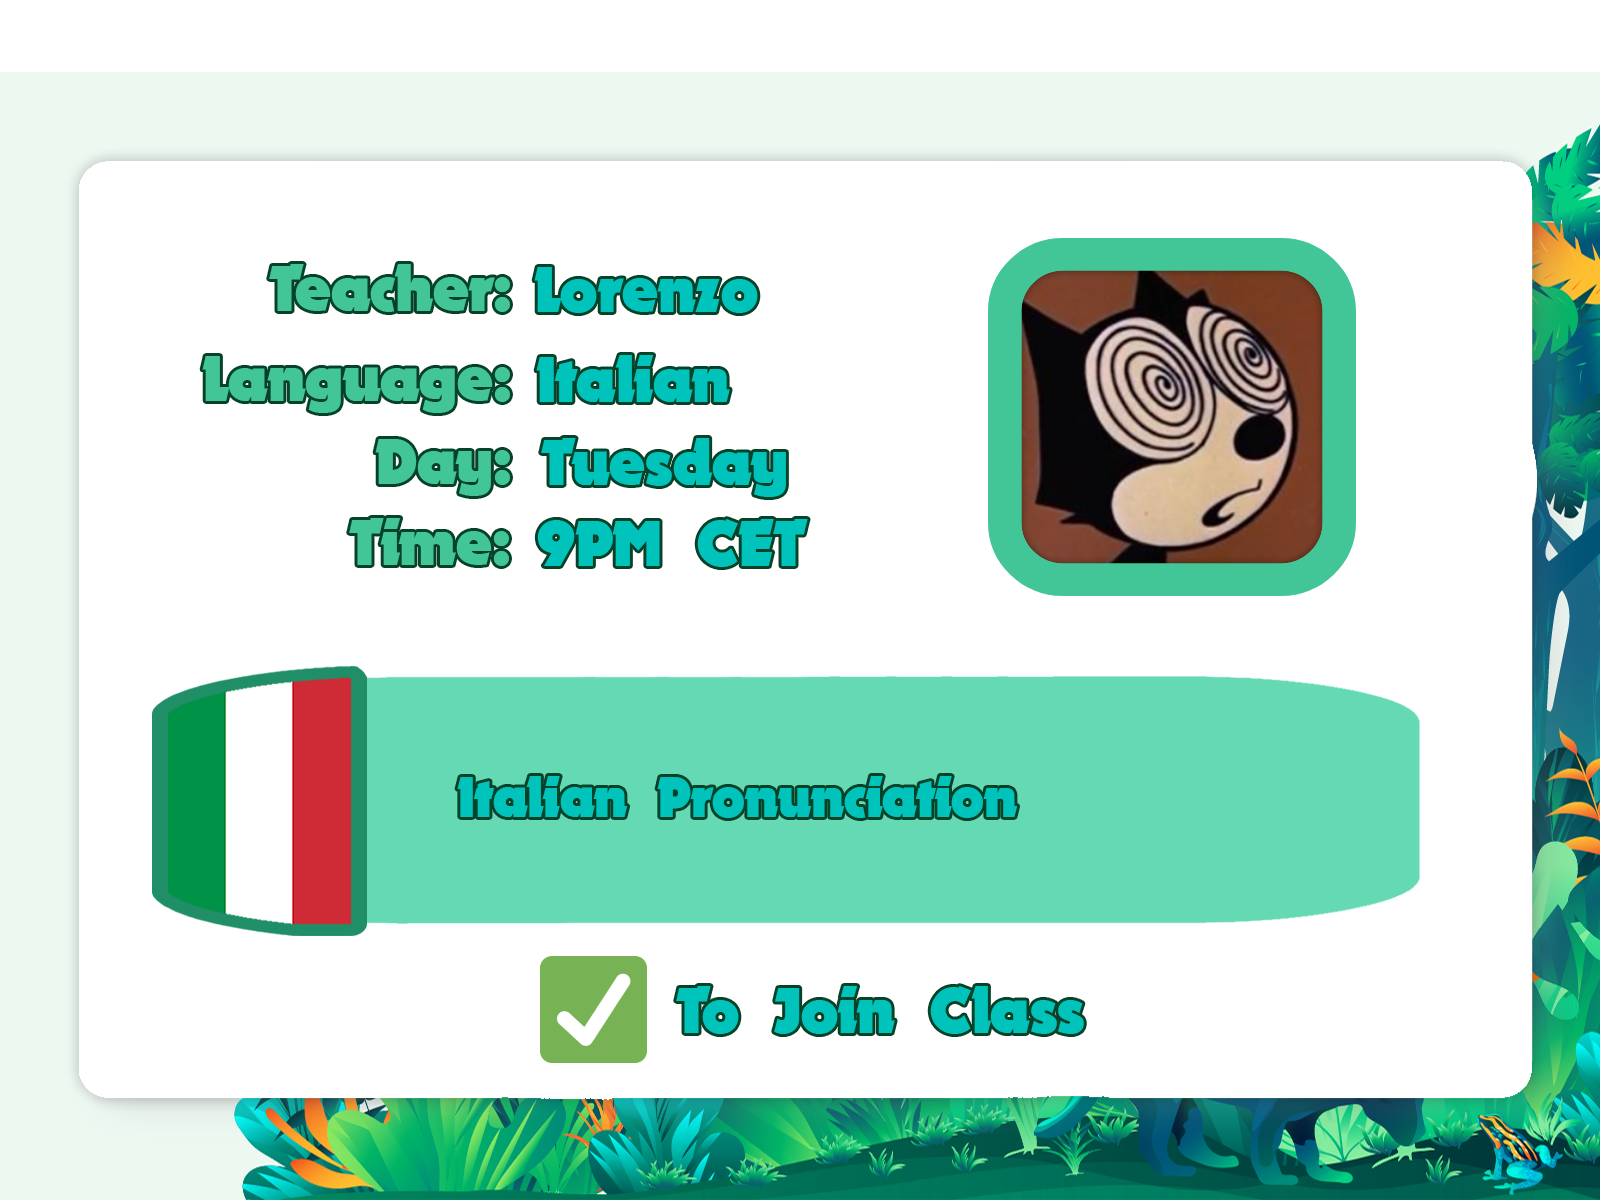 Teacher: Lorenzo
Language: Italian
Day: Tuesday
Time: 9PM CET
Italian Pronunciation
To Join Class